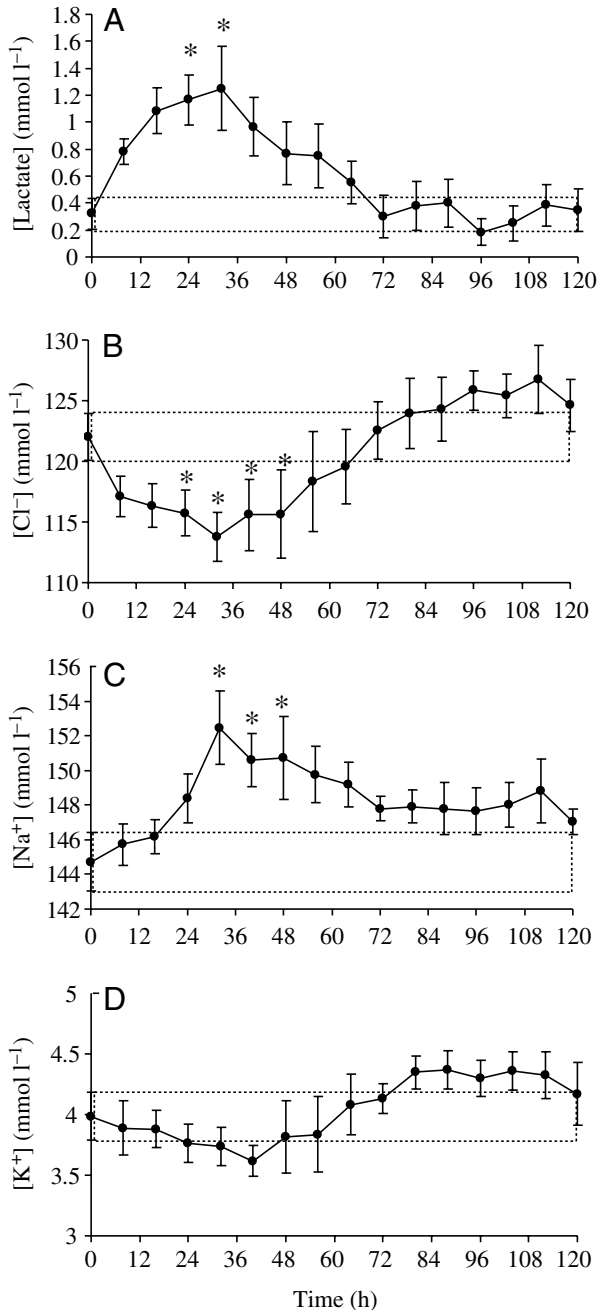 A
[Lactate] (mmol l⁻¹)
1.8
1.6
1.4
1.2
1
0.8
0.6
0.4
0.2
0
* *
0 12 24 36 48 60 72 84 96 108 120
B
[Cl⁻] (mmol l⁻¹)
130
125
120
115
110
* * * *
0 12 24 36 48 60 72 84 96 108 120
C
[Na⁺] (mmol l⁻¹)
156
154
152
150
148
146
144
142
* * *
0 12 24 36 48 60 72 84 96 108 120
D
[K⁺] (mmol l⁻¹)
5
4.5
4
3.5
3
0 12 24 36 48 60 72 84 96 108 120
Time (h)